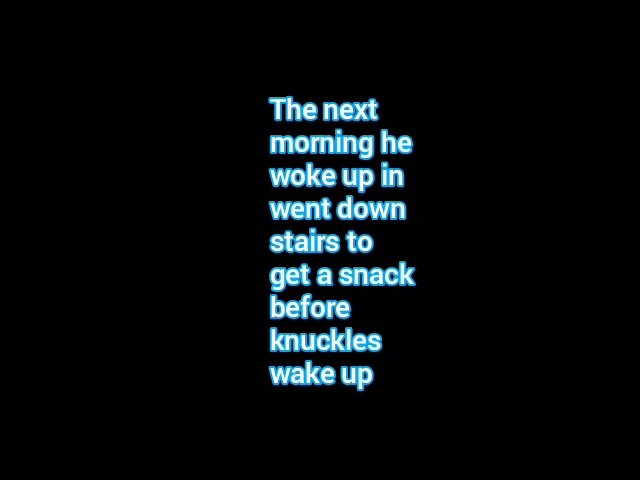 The next
morning he
woke up in
went down
stairs to
get a snack
before
knuckles
wake up